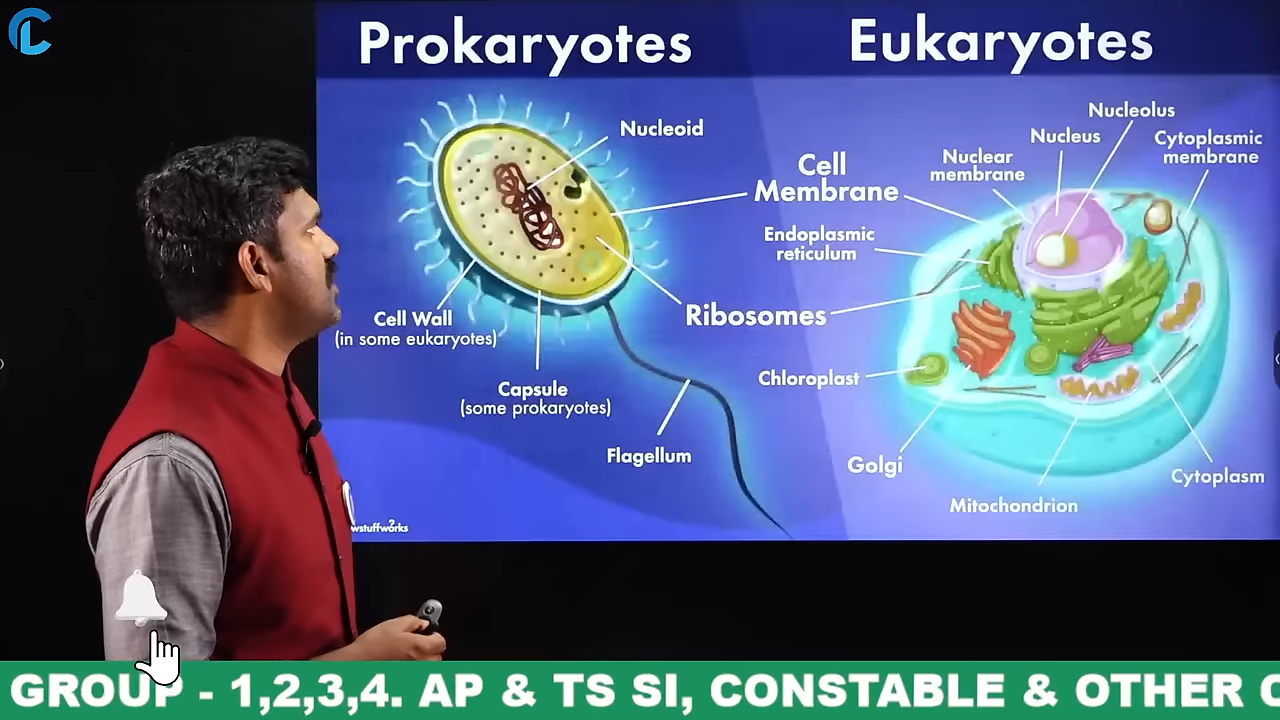 Prokaryotes
Eukaryotes
Nucleoid
Cell
Membrane
Nucleolus
Nucleus
Cytoplasmic
membrane
Nuclear
membrane
Endoplasmic
reticulum
Ribosomes
Cell Wall
(in some eukaryotes)
Capsule
(some prokaryotes)
Flagellum
Chloroplast
Golgi
Mitochondrion
Cytoplasm
wstuffworks
GROUP - 1,2,3,4. AP & TS SI, CONSTABLE & OTHER